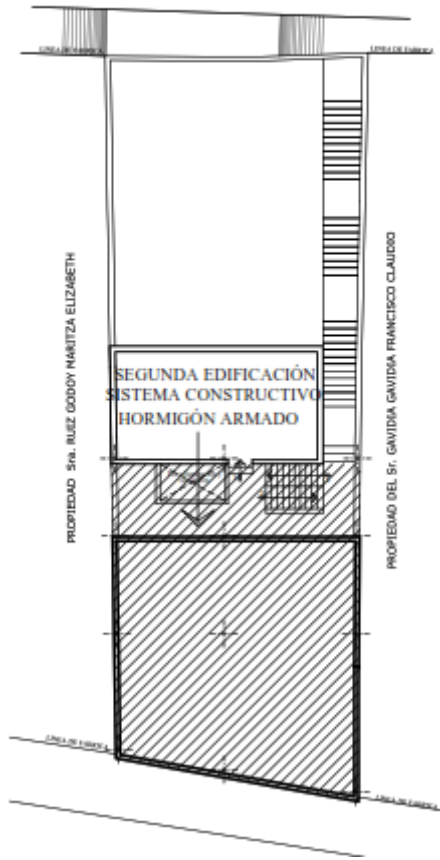 LINEA DE FABRICA
LINEA DE FABRICA
PROPIEDAD Sra. RUIZ GODOY MARITZA ELIZABETH
PROPIEDAD DEL Sr. GAVIDIA GAVIDIA FRANCISCO CLAUDIO
SEGUNDA EDIFICACIÓN
SISTEMA CONSTRUCTIVO
HORMIGÓN ARMADO
LINEA DE FABRICA
LINEA DE FABRICA